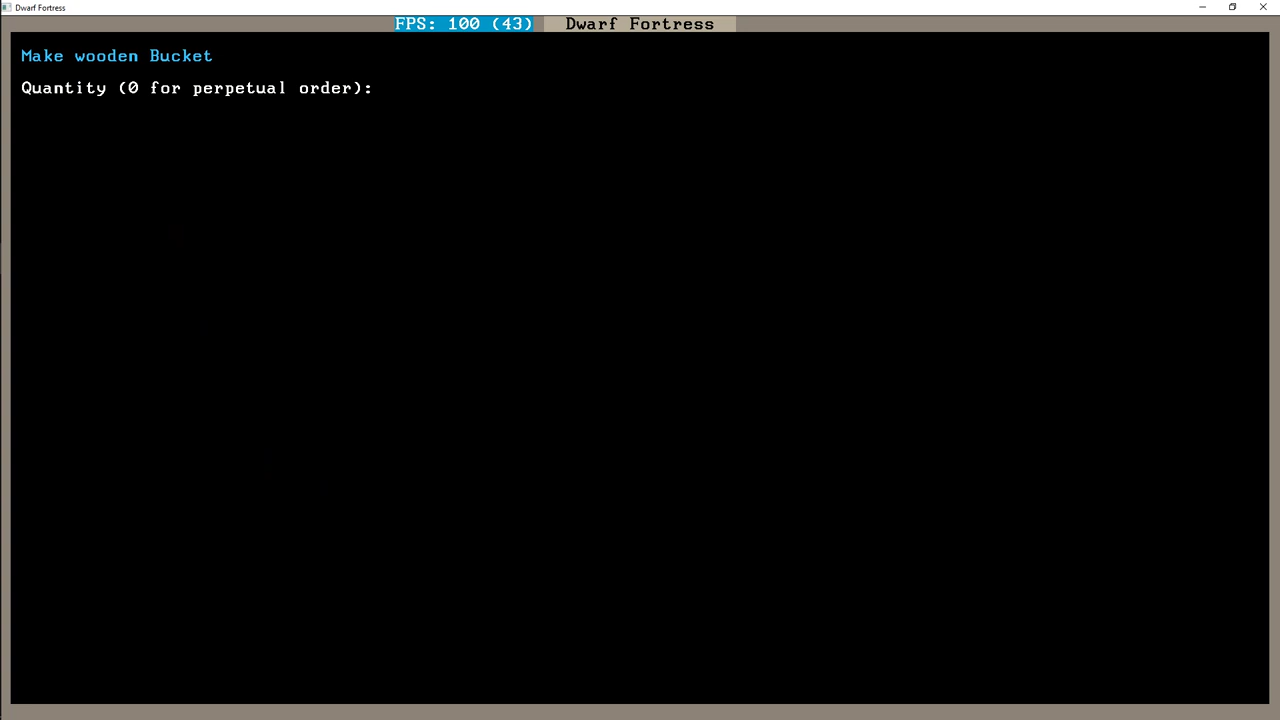 Dwarf Fortress
FPS: 100 (43) Dwarf Fortress
Make wooden Bucket
Quantity (0 for perpetual order):